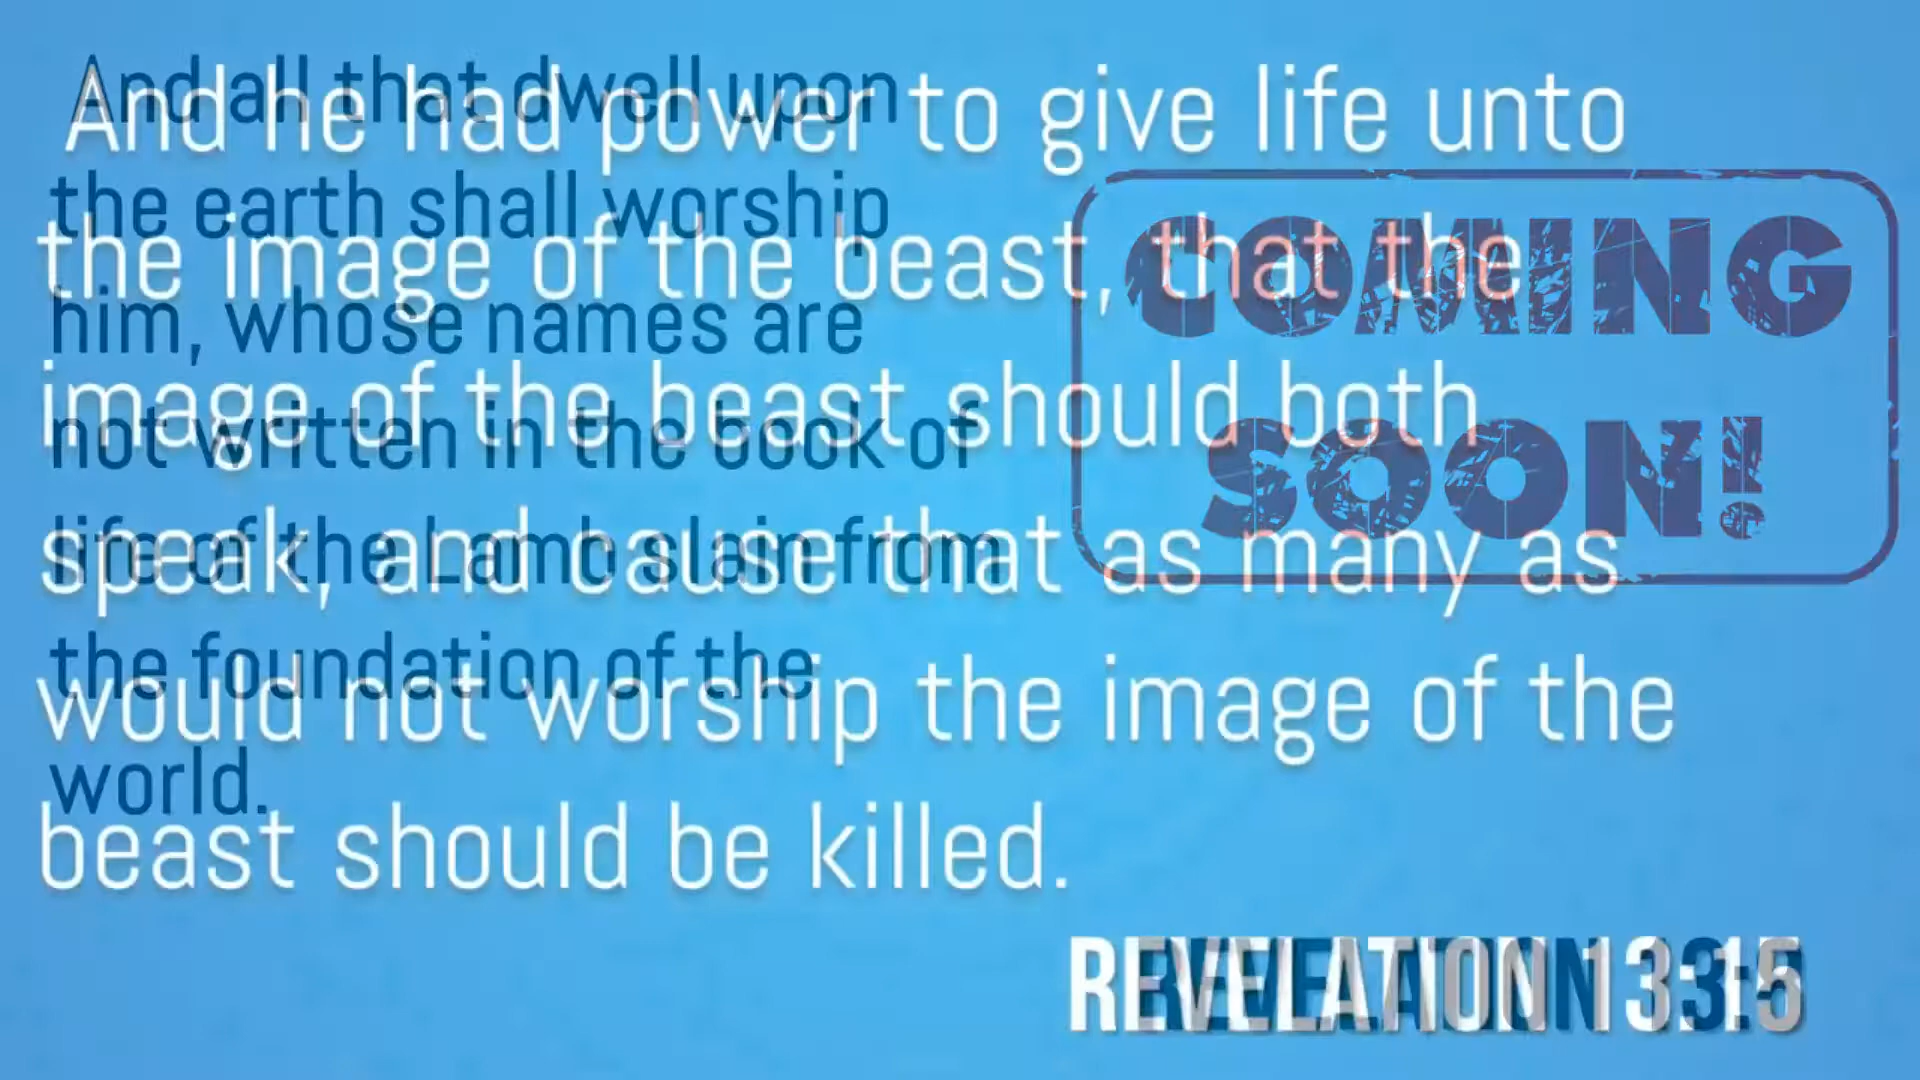 And he had power to give life unto
the image of the beast, that the
image of the beast should both
speak, and cause that as many as
would not worship the image of the
beast should be killed.
REVELATION 13:15
And all that dwell upon
the earth shall worship
him, whose names are
not written in the book of
life of the Lamb slain from
the foundation of the
world.
COMING
SOON!